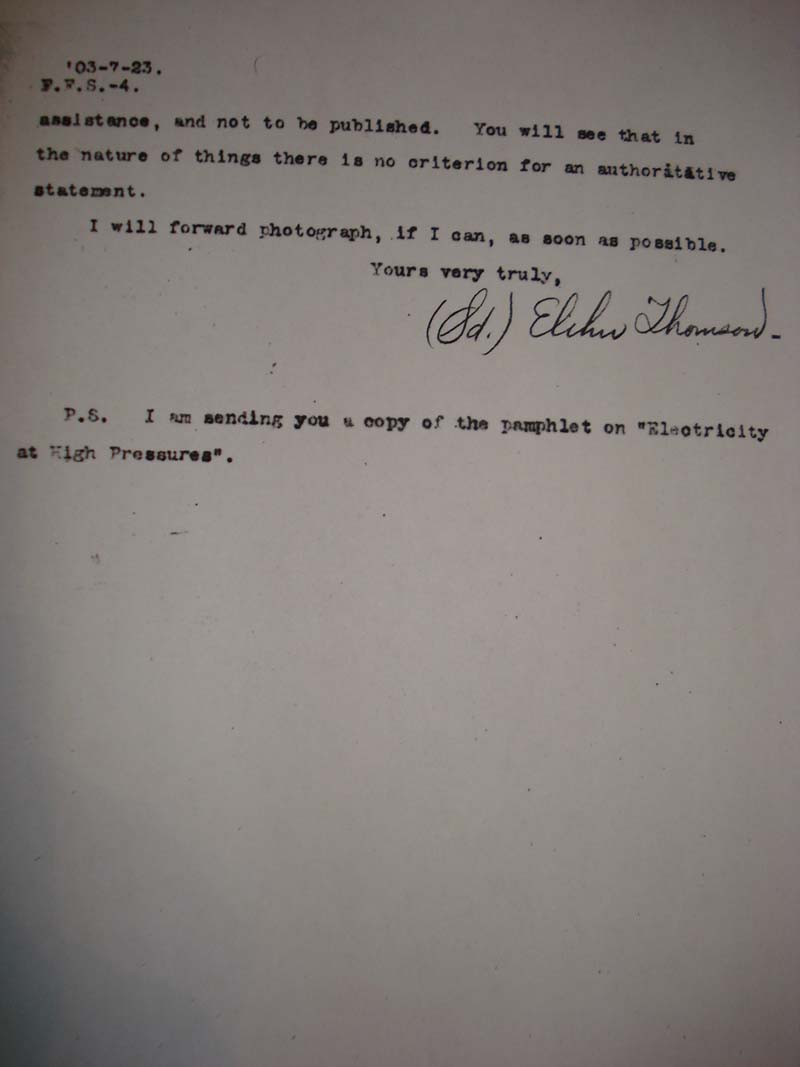 '03-7-23.
F.F.S.-4.
assistance, and not to be published. You will see that in
the nature of things there is no criterion for an authoritative
statement.
I will forward photograph, if I can, as soon as possible.
Yours very truly,
(Sd.) Elihu Thomson.
P.S. I am sending you a copy of the pamphlet on "Electricity
at High Pressures".